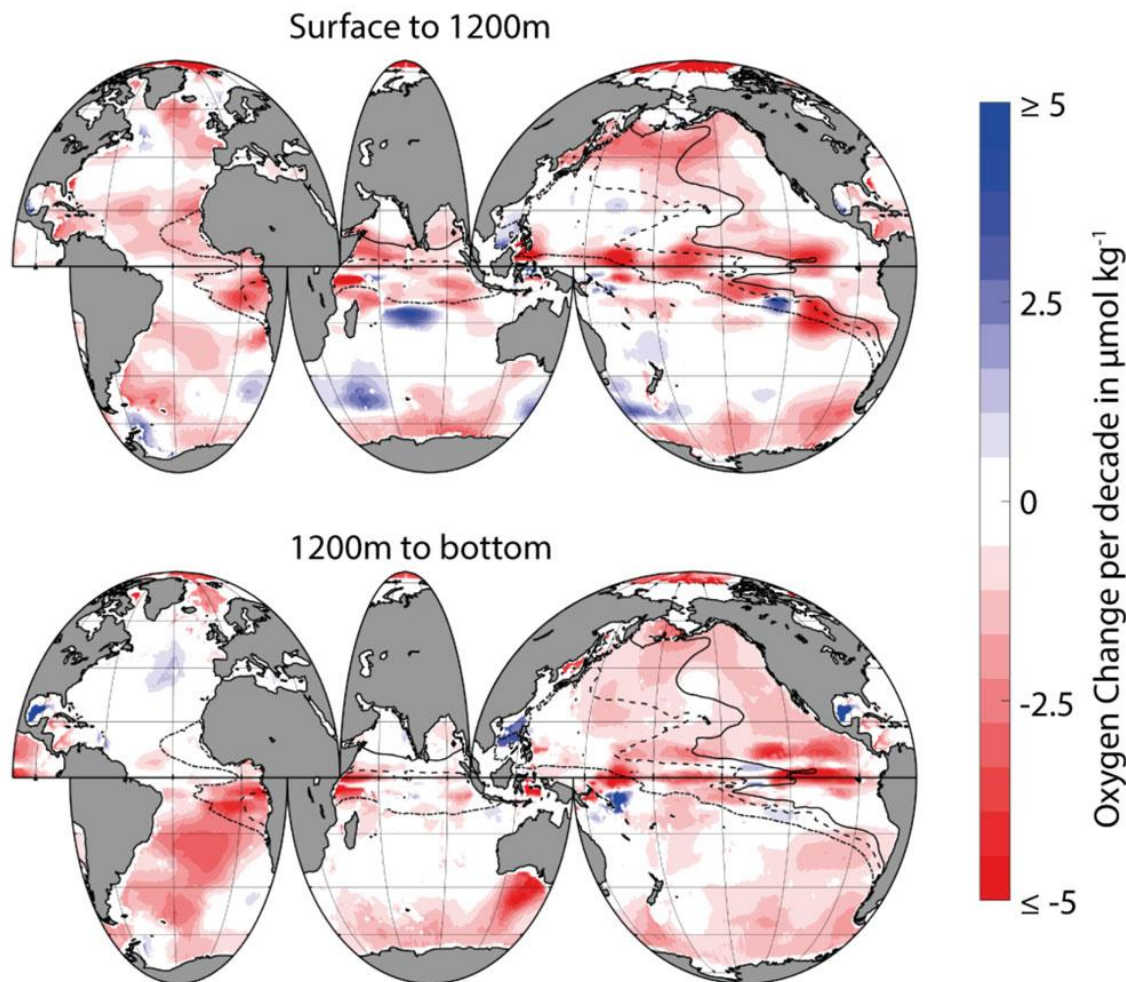 Surface to 1200m
1200m to bottom
≥ 5
2.5
0
-2.5
≤ -5
Oxygen Change per decade in µmol kg⁻¹